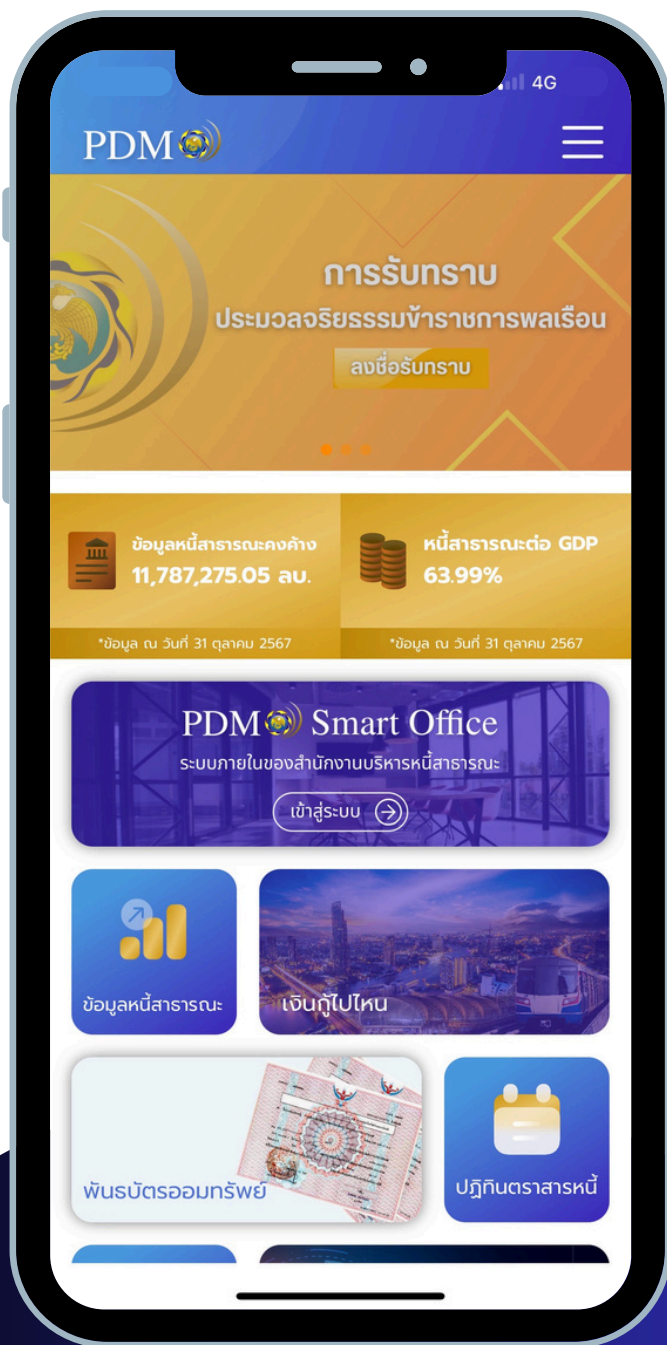 4G
PDM
การรับทราบ
ประมวลจริยธรรมข้าราชการพลเรือน
ลงชื่อรับทราบ
ข้อมูลหนี้สาธารณะคงค้าง
11,787,275.05 ลบ.
*ข้อมูล ณ วันที่ 31 ตุลาคม 2567
หนี้สาธารณะต่อ GDP
63.99%
*ข้อมูล ณ วันที่ 31 ตุลาคม 2567
PDM Smart Office
ระบบภายในของสำนักงานบริหารหนี้สาธารณะ
เข้าสู่ระบบ
ข้อมูลหนี้สาธารณะ
เงินกู้ไปไหน
พันธบัตรออมทรัพย์
ปฏิทินตราสารหนี้